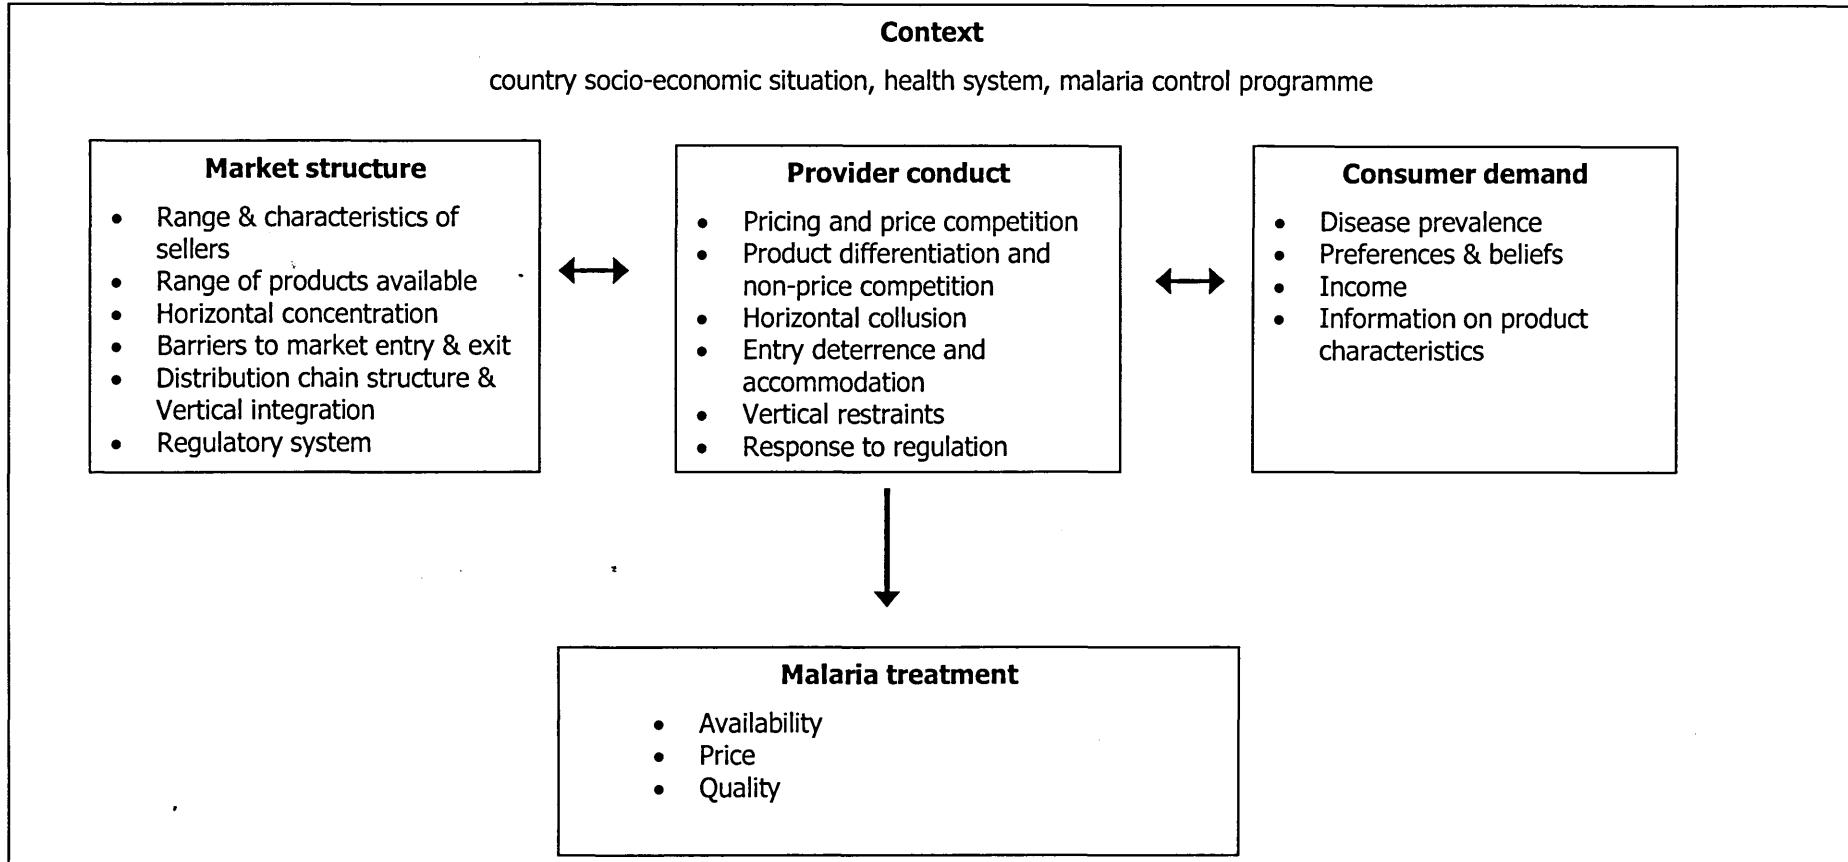 Context
country socio-economic situation, health system, malaria control programme
Market structure
• Range & characteristics of
sellers
• Range of products available
• Horizontal concentration
• Barriers to market entry & exit
• Distribution chain structure &
Vertical integration
• Regulatory system
Provider conduct
• Pricing and price competition
• Product differentiation and
non-price competition
• Horizontal collusion
• Entry deterrence and
accommodation
• Vertical restraints
• Response to regulation
Consumer demand
• Disease prevalence
• Preferences & beliefs
• Income
• Information on product
characteristics
Malaria treatment
• Availability
• Price
• Quality